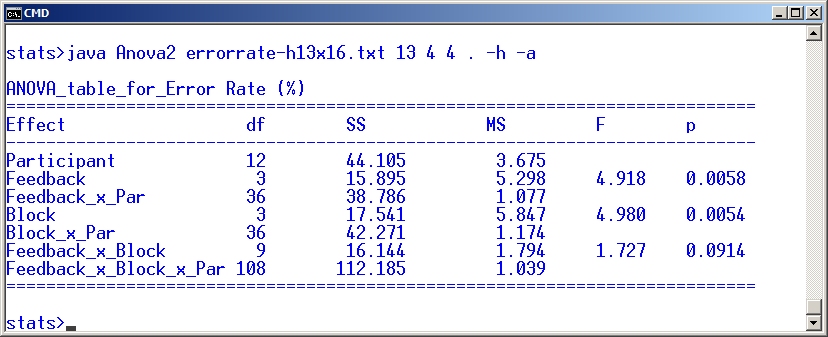 CMD
stats>java Anova2 errorrate-h13x16.txt 13 4 4 . -h -a
ANOVA_table_for_Error Rate (%)
==========================================================================
Effect df SS MS F p
--------------------------------------------------------------------------
Participant 12 44.105 3.675
Feedback 3 15.895 5.298 4.918 0.0058
Feedback_x_Par 36 38.786 1.077
Block 3 17.541 5.847 4.980 0.0054
Block_x_Par 36 42.271 1.174
Feedback_x_Block 9 16.144 1.794 1.727 0.0914
Feedback_x_Block_x_Par 108 112.185 1.039
==========================================================================
stats>